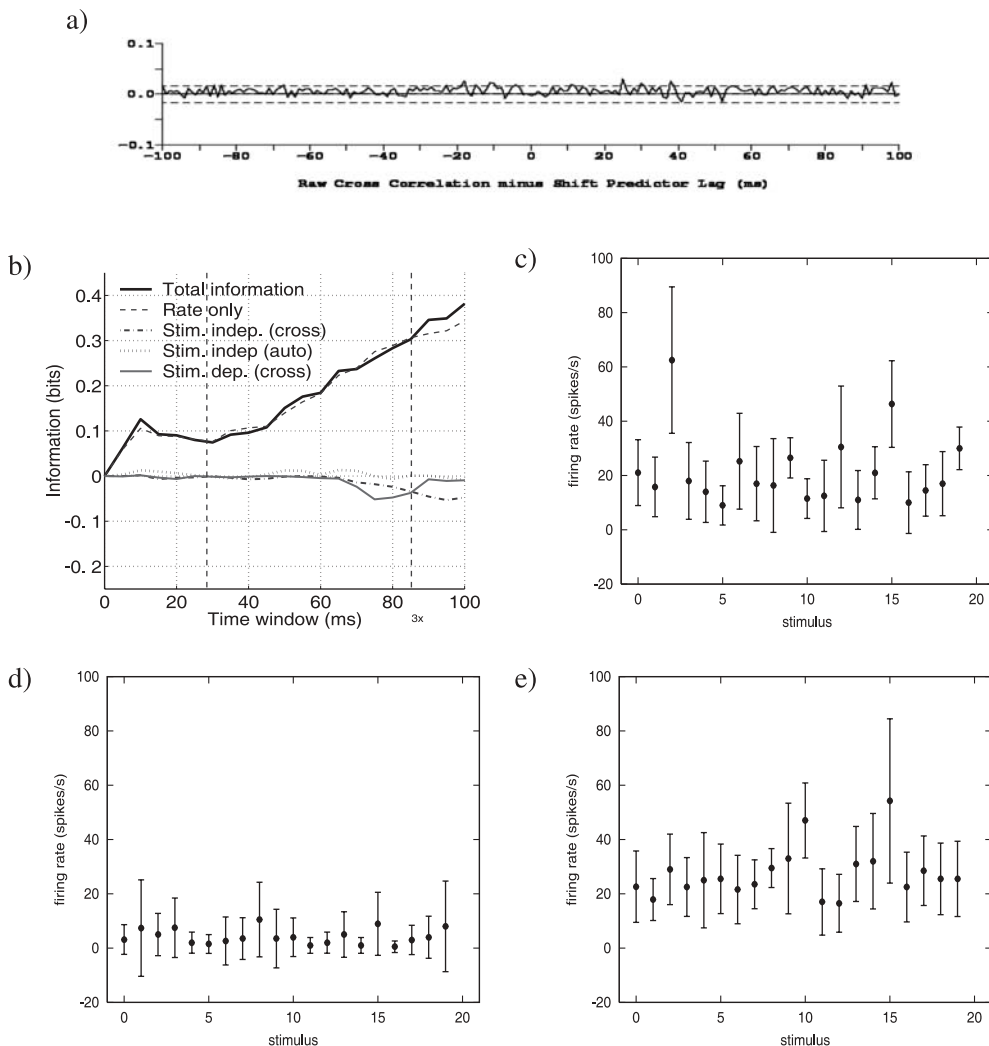 a)
0.1
0.0
-0.1
-100 -80 -60 -40 -20 0 20 40 60 80 100
Raw Cross Correlation minus Shift Predictor Lag (ms)
b)
Total information
Rate only
Stim. indep. (cross)
Stim. indep (auto)
Stim. dep. (cross)
0.4
0.3
0.2
0.1
0
-0. 1
-0. 2
Information (bits)
0 20 40 60 80 100
Time window (ms)
3x
c)
100
80
60
40
20
0
-20
firing rate (spikes/s)
0 5 10 15 20
stimulus
d)
100
80
60
40
20
0
-20
firing rate (spikes/s)
0 5 10 15 20
stimulus
e)
100
80
60
40
20
0
-20
firing rate (spikes/s)
0 5 10 15 20
stimulus